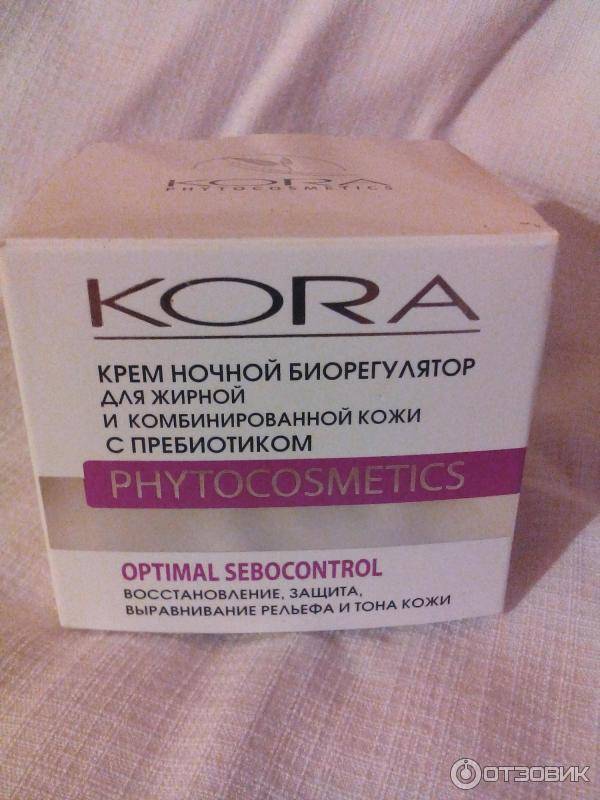 KORA
PHYTOCOSMETICS
KORA
КРЕМ НОЧНОЙ БИОРЕГУЛЯТОР
ДЛЯ ЖИРНОЙ
И КОМБИНИРОВАННОЙ КОЖИ
С ПРЕБИОТИКОМ
PHYTOCOSMETICS
OPTIMAL SEBOCONTROL
ВОССТАНОВЛЕНИЕ, ЗАЩИТА,
ВЫРАВНИВАНИЕ РЕЛЬЕФА И ТОНА КОЖИ
ОТЗОВИК